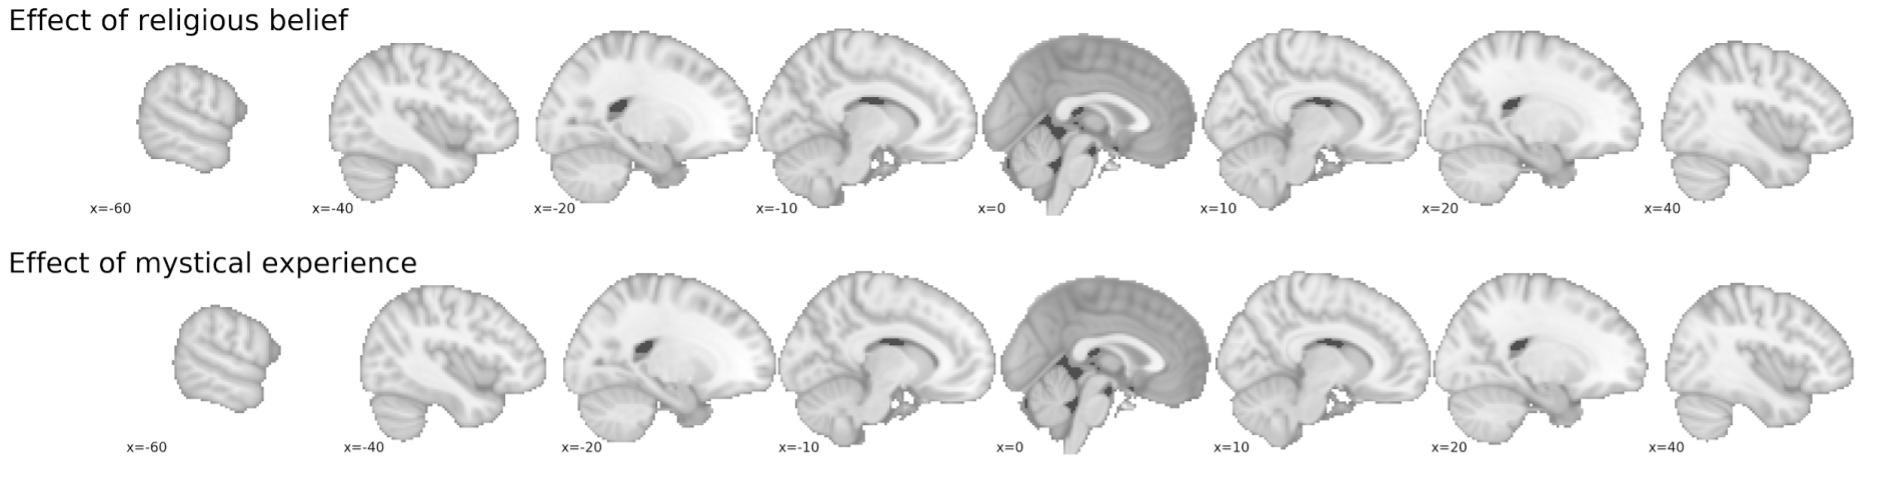 Effect of religious belief
x=-60 x=-40 x=-20 x=-10 x=0 x=10 x=20 x=40
Effect of mystical experience
x=-60 x=-40 x=-20 x=-10 x=0 x=10 x=20 x=40